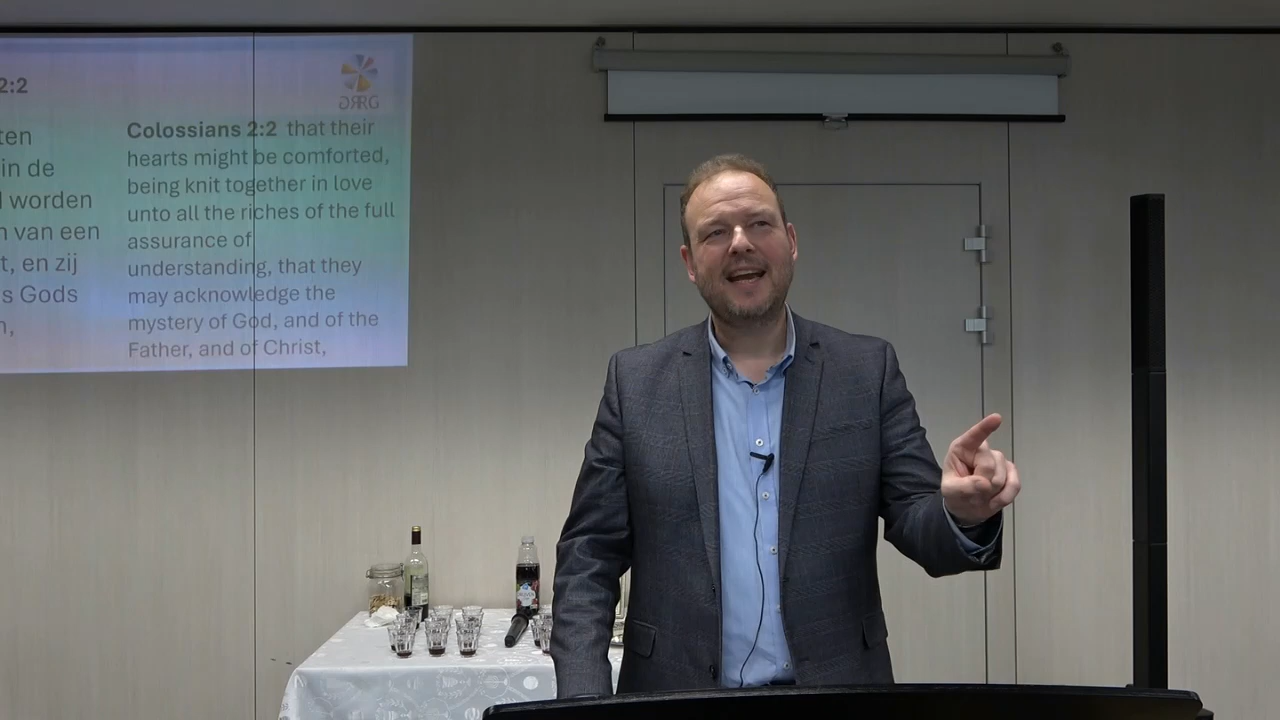 2:2
ten
in de
worden
van een
t, en zij
s Gods
GRRG
Colossians 2:2 that their
hearts might be comforted,
being knit together in love
unto all the riches of the full
assurance of
understanding, that they
may acknowledge the
mystery of God, and of the
Father, and of Christ,